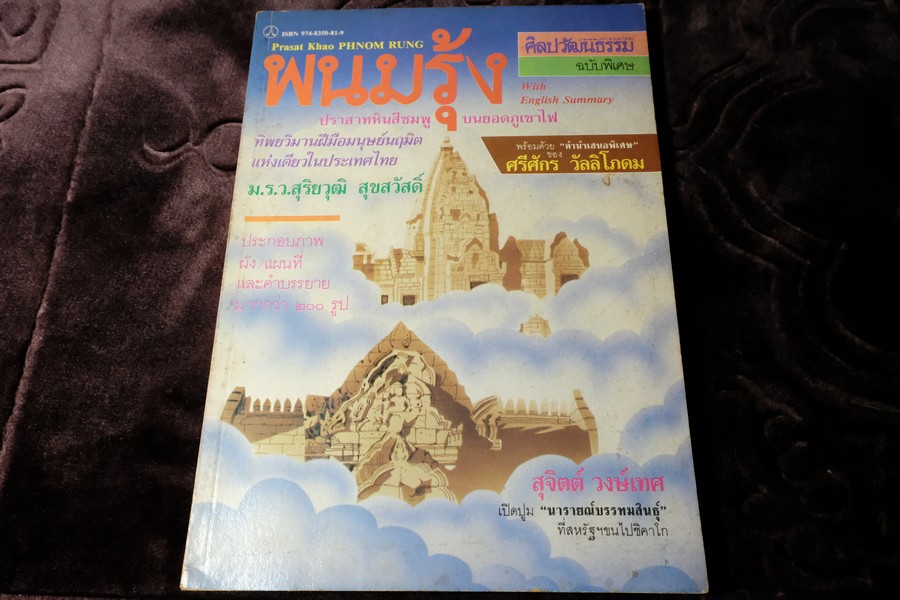 ISBN 974-8350-81-9
Prasat Khao PHNOM RUNG
พนมรุ้ง
ศิลปวัฒนธรรม
ฉบับพิเศษ
With
English Summary
ปราสาทหินสีชมพู บนยอดภูเขาไฟ
ทิพยวิมานฝีมือมนุษย์นฤมิต
แห่งเดียวในประเทศไทย
ม.ร.ว.สุริยวุฒิ สุขสวัสดิ์
พร้อมด้วย "คำนำเสนอพิเศษ"
ของ
ศรีศักร วัลลิโภดม
ประกอบภาพ
ผัง/แผนที่
และคำบรรยาย
มากกว่า ๒๐๐ รูป
สุจิตต์ วงษ์เทศ
เปิดปูม "นารายณ์บรรทมสินธุ์"
ที่สหรัฐฯขนไปชิคาโก